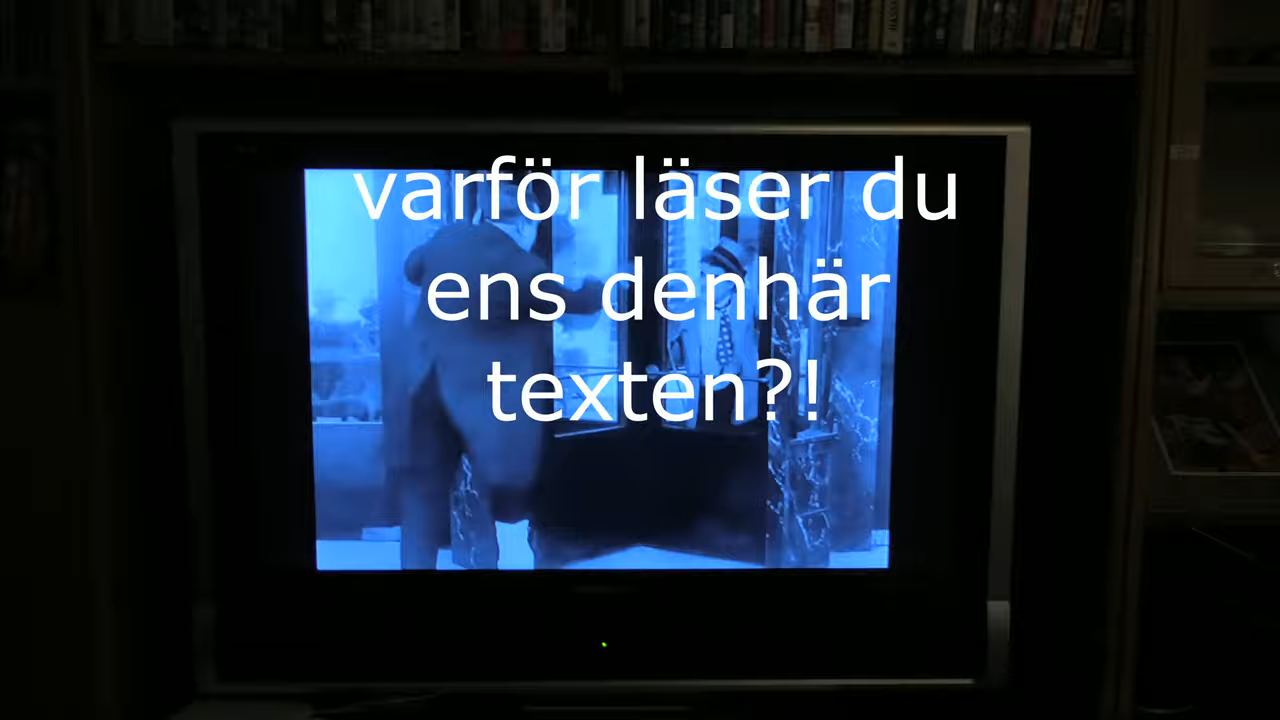 varför läser du
ens denhär
texten?!